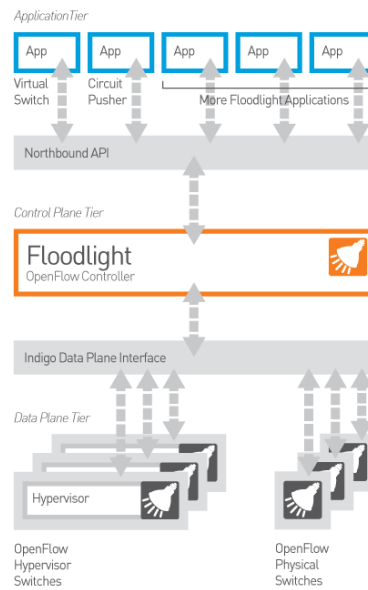 ApplicationTier
App App App App App
Virtual
Switch
Circuit
Pusher
More Floodlight Applications
Northbound API
Control Plane Tier
Floodlight
OpenFlow Controller
Indigo Data Plane Interface
Data Plane Tier
Hypervisor
OpenFlow
Hypervisor
Switches
OpenFlow
Physical
Switches